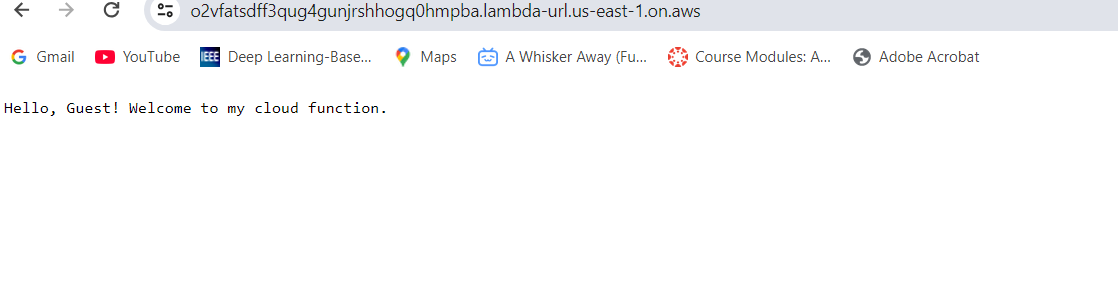 o2vfatsdff3qug4gunjrshhogq0hmpba.lambda-url.us-east-1.on.aws
Gmail YouTube IEEE Deep Learning-Base... Maps A Whisker Away (Fu... Course Modules: A... Adobe Acrobat
Hello, Guest! Welcome to my cloud function.